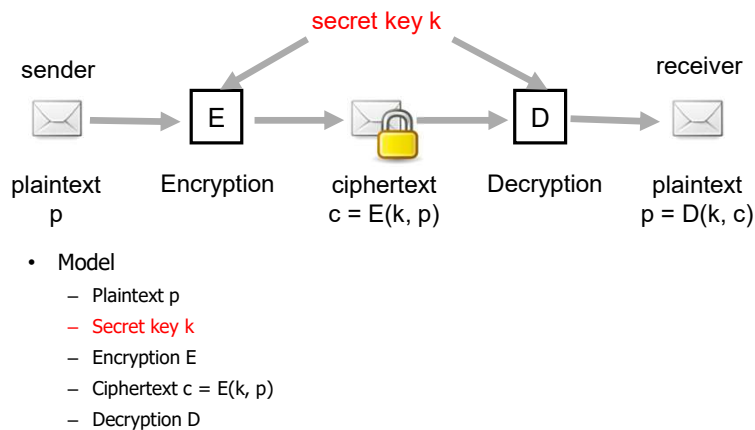 secret key k
sender
receiver
E
D
plaintext
p
Encryption
ciphertext
c = E(k, p)
Decryption
plaintext
p = D(k, c)
• Model
– Plaintext p
– Secret key k
– Encryption E
– Ciphertext c = E(k, p)
– Decryption D